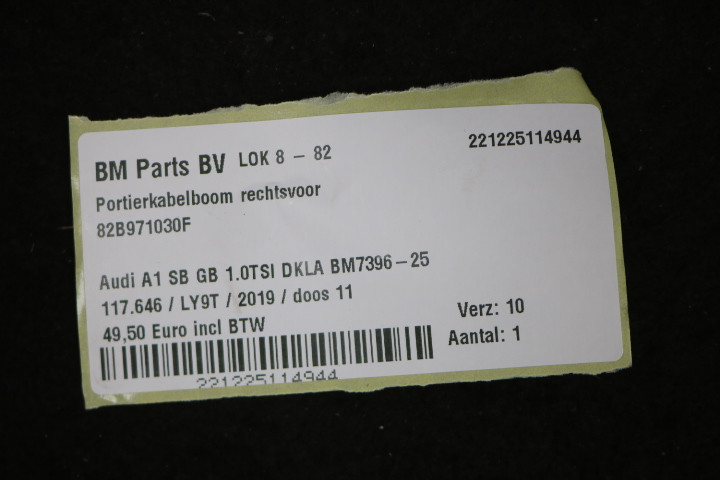 BM Parts BV LOK 8 - 82 221225114944
Portierkabelboom rechtsvoor
82B971030F
Audi A1 SB GB 1.0TSI DKLA BM7396-25
117.646 / LY9T / 2019 / doos 11
49,50 Euro incl BTW
Verz: 10
Aantal: 1
221225114944